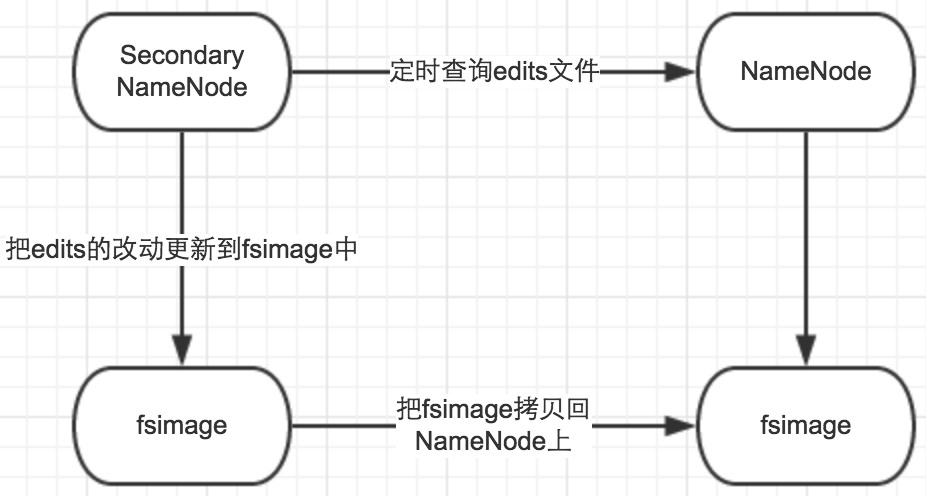 Secondary
NameNode
定时查询edits文件
NameNode
把edits的改动更新到fsimage中
fsimage
把fsimage拷贝回
NameNode上
fsimage